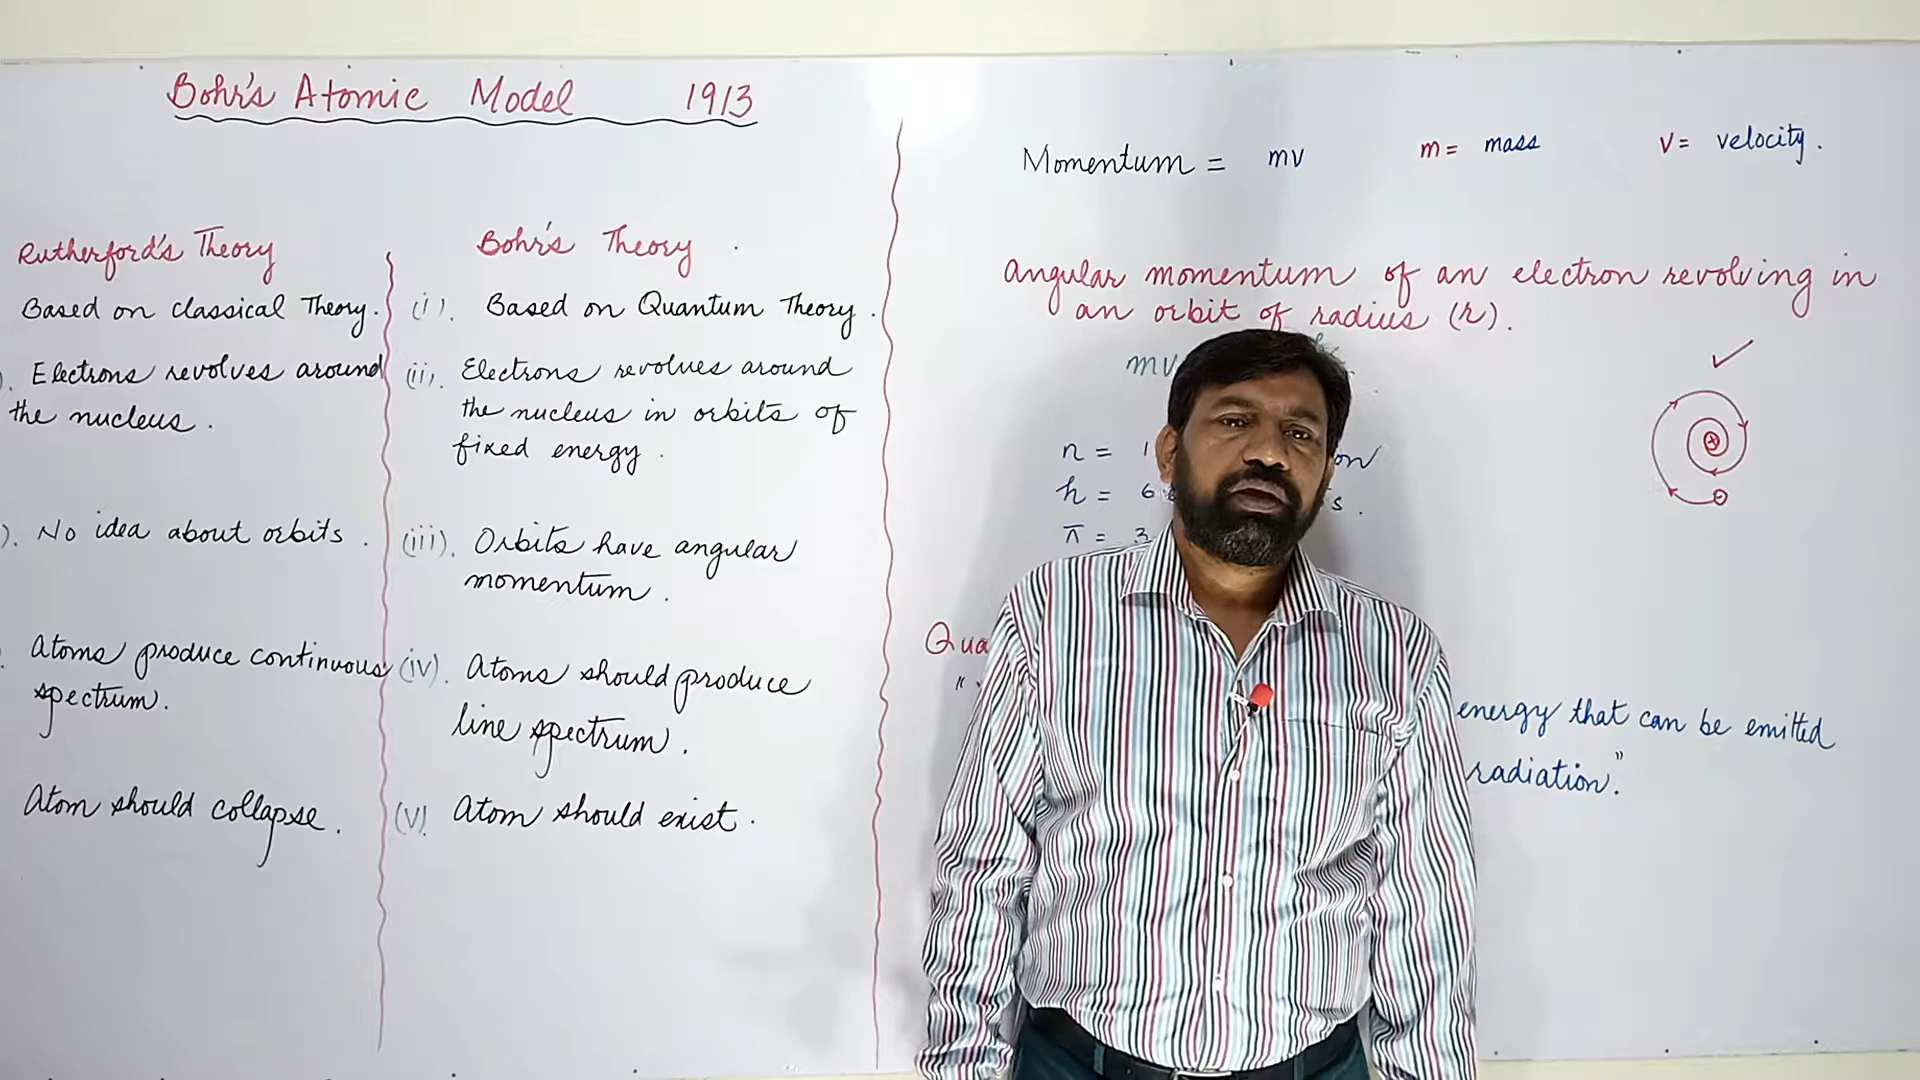 Bohr's Atomic Model 1913
Rutherford's Theory
Based on classical Theory.
). Electrons revolves around
the nucleus.
). No idea about orbits.
. Atoms produce continuous
spectrum.
Atom should collapse.
Bohr's Theory.
(i). Based on Quantum Theory.
(ii). Electrons revolves around
the nucleus in orbits of
fixed energy.
(iii). Orbits have angular
momentum.
(iv). Atoms should produce
line spectrum.
(v) Atom should exist.
Momentum = mv m = mass v = velocity.
Angular momentum of an electron revolving in
an orbit of radius (r).
mv
n = 1
h = 6 s.
π = 3
energy that can be emitted
radiation."